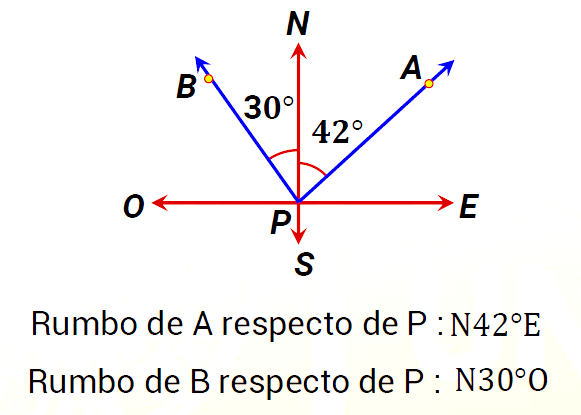 N
B
A
30°
42°
O
E
P
S
Rumbo de A respecto de P : N42°E
Rumbo de B respecto de P : N30°O